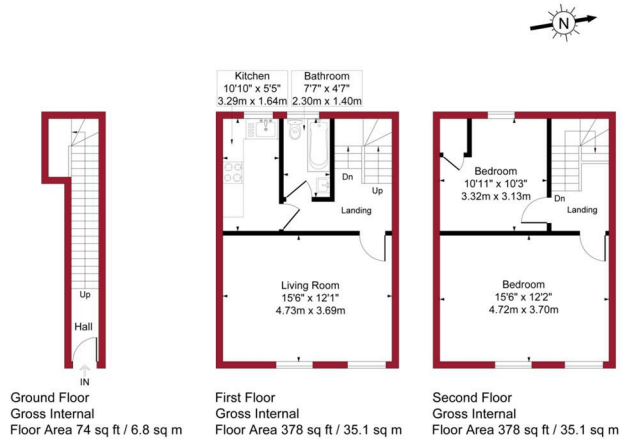 N
Kitchen
10'10" x 5'5"
3.29m x 1.64m
Bathroom
7'7" x 4'7"
2.30m x 1.40m
Up
Hall
IN
Dn
Up
Landing
Living Room
15'6" x 12'1"
4.73m x 3.69m
Bedroom
10'11" x 10'3"
3.32m x 3.13m
Dn
Landing
Bedroom
15'6" x 12'2"
4.72m x 3.70m
Ground Floor
Gross Internal
Floor Area 74 sq ft / 6.8 sq m
First Floor
Gross Internal
Floor Area 378 sq ft / 35.1 sq m
Second Floor
Gross Internal
Floor Area 378 sq ft / 35.1 sq m